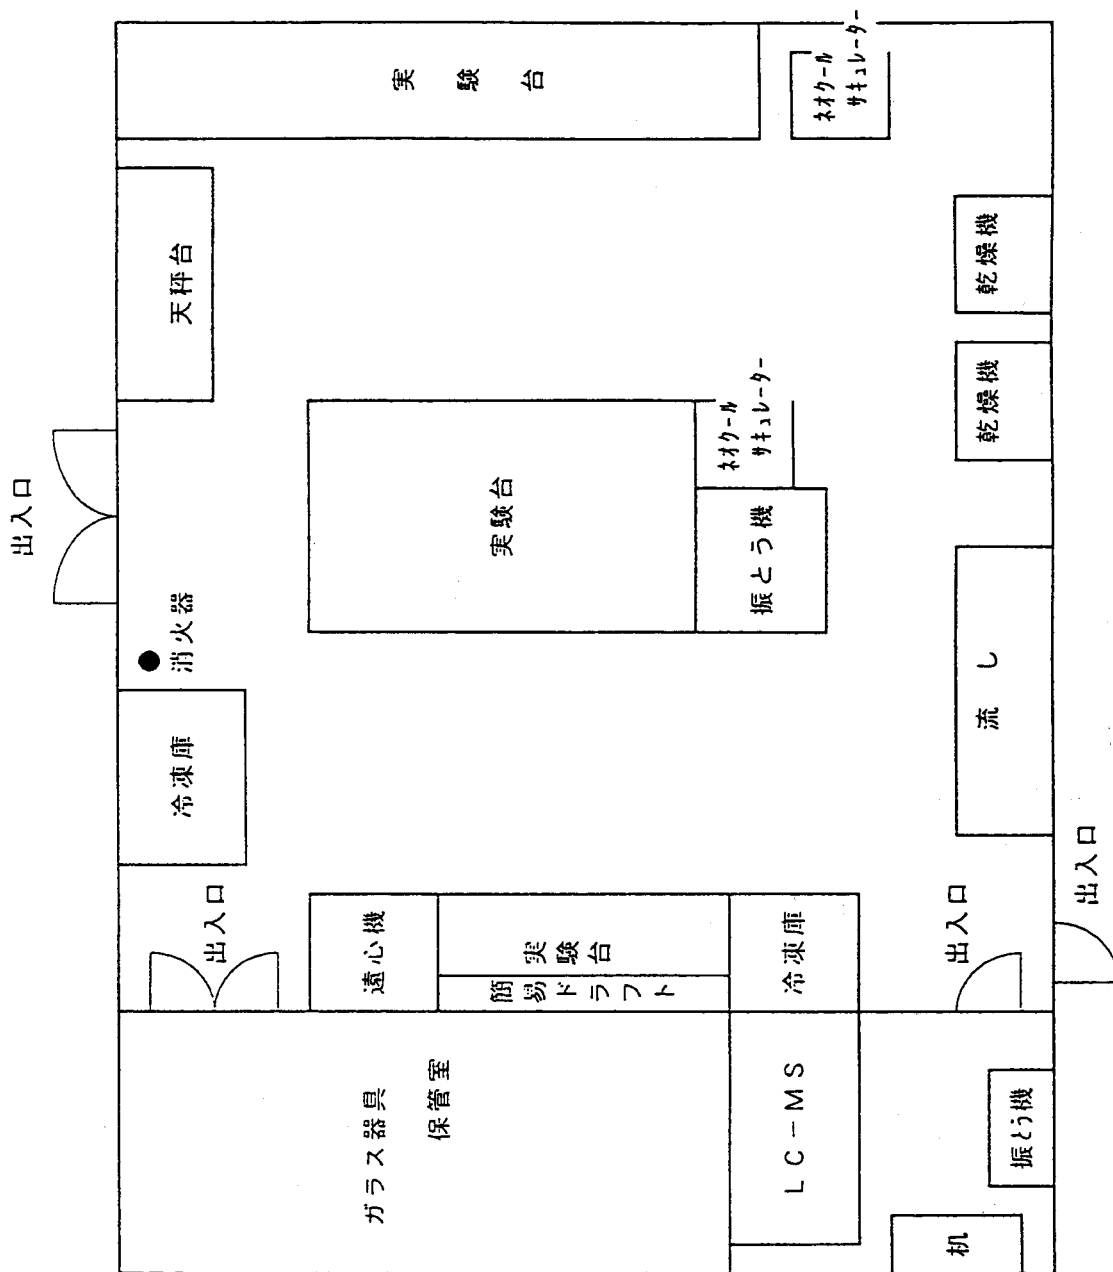 出入口
ガラス器具
保管室
出入口
冷凍庫
消火器
天秤台
遠心機
簡易ドラフト
実験台
実験台
実験台
LC-MS
冷凍庫
振とう機
ネオクール
サキュレーター
ネオクール
サキュレーター
机
振とう機
出入口
流し
乾燥機
乾燥機
出入口